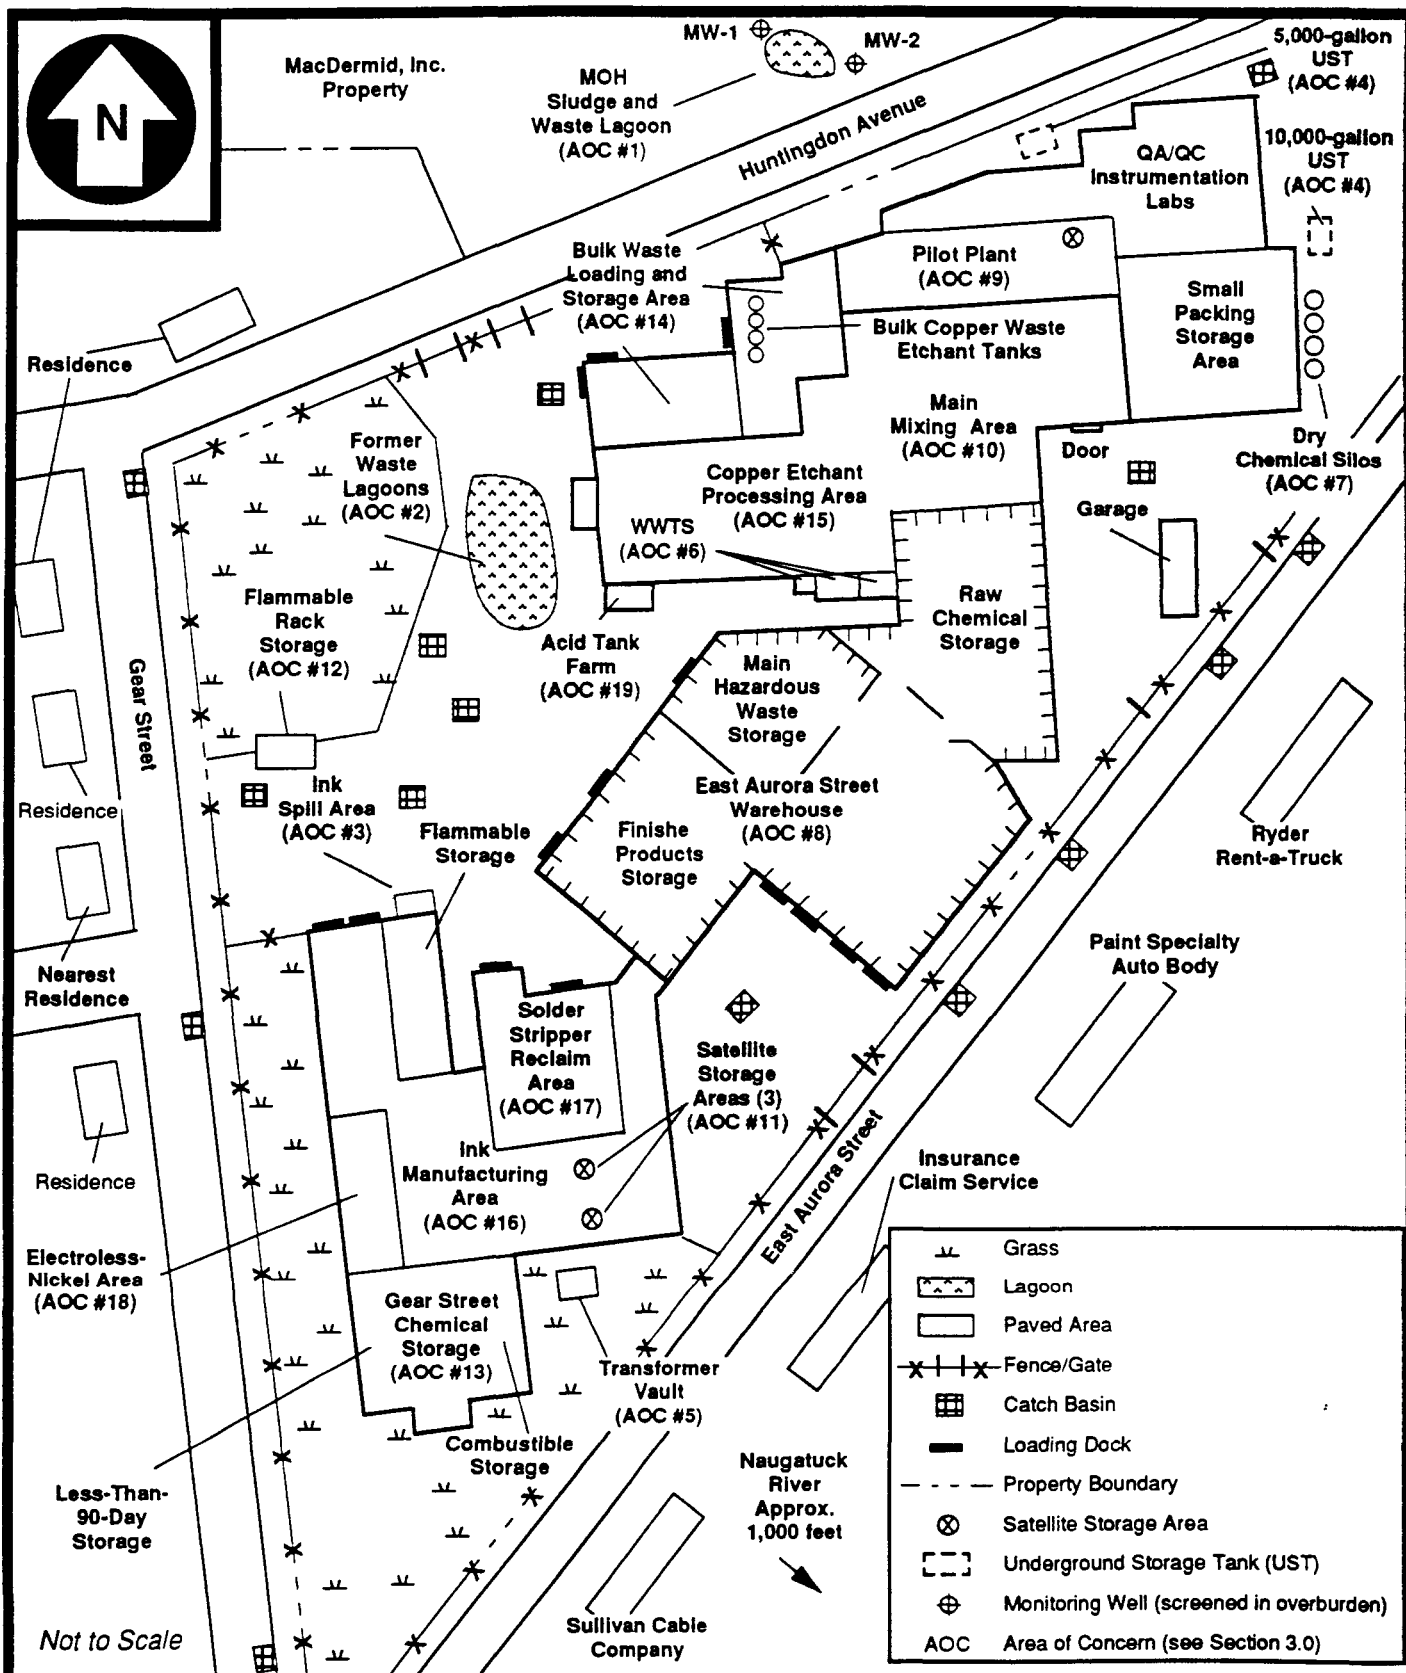 N
MacDermid, Inc.
Property
MW-1
MW-2
MOH
Sludge and
Waste Lagoon
(AOC #1)
Huntingdon Avenue
5,000-gallon
UST
(AOC #4)
10,000-gallon
UST
(AOC #4)
QA/QC
Instrumentation
Labs
Bulk Waste
Loading and
Storage Area
(AOC #14)
Pilot Plant
(AOC #9)
Small
Packing
Storage
Area
Bulk Copper Waste
Etchant Tanks
Residence
Main
Mixing Area
(AOC #10)
Door
Dry
Chemical Silos
(AOC #7)
Former
Waste
Lagoons
(AOC #2)
Copper Etchant
Processing Area
(AOC #15)
WWTS
(AOC #6)
Garage
Flammable
Rack
Storage
(AOC #12)
Raw
Chemical
Storage
Acid Tank
Farm
(AOC #19)
Main
Hazardous
Waste
Storage
Gear Street
Residence
Ink
Spill Area
(AOC #3)
East Aurora Street
Warehouse
(AOC #8)
Flammable
Storage
Finishe
Products
Storage
Ryder
Rent-a-Truck
Nearest
Residence
Paint Specialty
Auto Body
Solder
Stripper
Reclaim
Area
(AOC #17)
Satellite
Storage
Areas (3)
(AOC #11)
Ink
Manufacturing
Area
(AOC #16)
Residence
Insurance
Claim Service
East Aurora Street
Electroless-
Nickel Area
(AOC #18)
Gear Street
Chemical
Storage
(AOC #13)
Transformer
Vault
(AOC #5)
Combustible
Storage
Less-Than-
90-Day
Storage
Naugatuck
River
Approx.
1,000 feet
Sullivan Cable
Company
Not to Scale
Grass
Lagoon
Paved Area
Fence/Gate
Catch Basin
Loading Dock
Property Boundary
Satellite Storage Area
Underground Storage Tank (UST)
Monitoring Well (screened in overburden)
AOC Area of Concern (see Section 3.0)